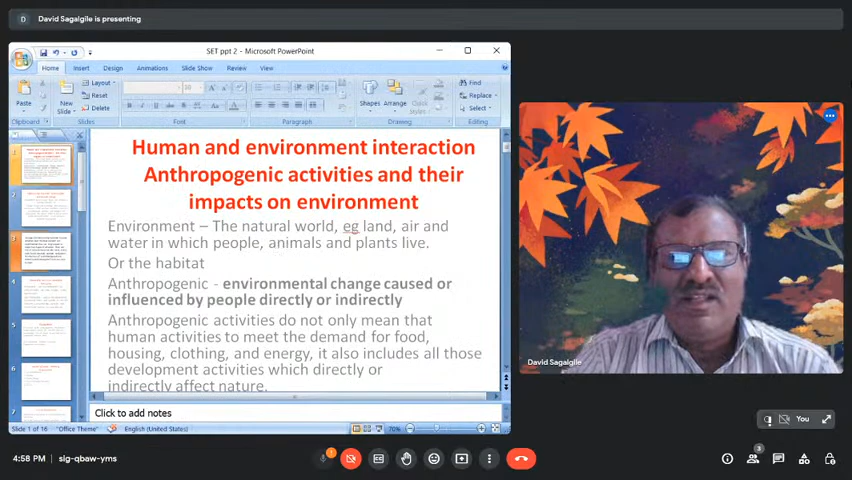 David Sagalgile is presenting
SET ppt 2 - Microsoft PowerPoint
Home Insert Design Animations Slide Show Review View
Paste
New
Slide
Layout
Reset
Delete
Shapes
Arrange
Quick
Styles
Find
Replace
Select
Clipboard Slides Font Paragraph Drawing Editing
Human and environment interaction
Anthropogenic activities and their
impacts on environment
Environment – The natural world, eg land, air and
water in which people, animals and plants live.
Or the habitat
Anthropogenic - environmental change caused or
influenced by people directly or indirectly
Anthropogenic activities do not only mean that
human activities to meet the demand for food,
housing, clothing, and energy, it also includes all those
development activities which directly or
indirectly affect nature.
Click to add notes
Slide 1 of 16 "Office Theme" English (United States) 70%
David Sagalgile
You
4:58 PM sig-qbaw-yms
3